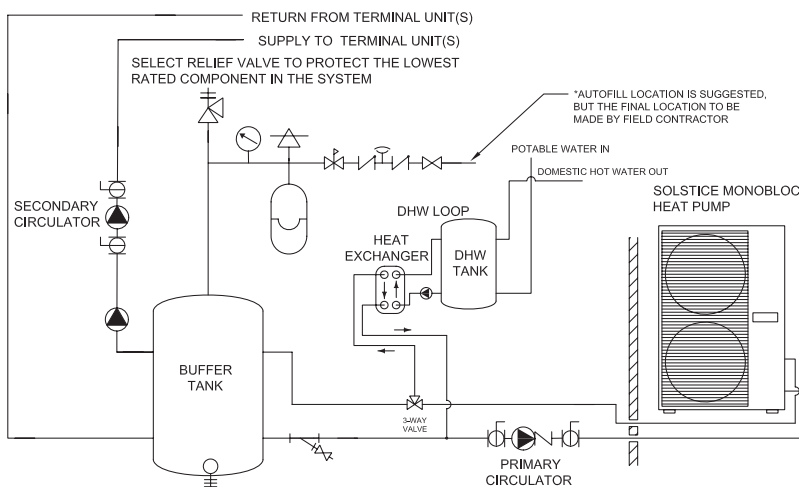 RETURN FROM TERMINAL UNIT(S)
SUPPLY TO TERMINAL UNIT(S)
SELECT RELIEF VALVE TO PROTECT THE LOWEST
RATED COMPONENT IN THE SYSTEM
*AUTOFILL LOCATION IS SUGGESTED,
BUT THE FINAL LOCATION TO BE
MADE BY FIELD CONTRACTOR
POTABLE WATER IN
DOMESTIC HOT WATER OUT
SOLSTICE MONOBLOC
HEAT PUMP
SECONDARY
CIRCULATOR
DHW LOOP
HEAT
EXCHANGER
DHW
TANK
BUFFER
TANK
3-WAY
VALVE
PRIMARY
CIRCULATOR